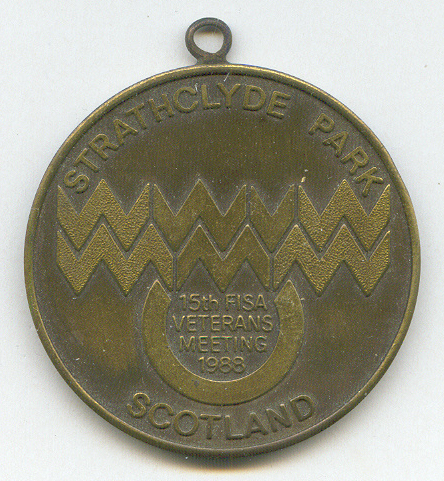 STRATHCLYDE PARK
15th FISA
VETERANS
MEETING
1988
SCOTLAND